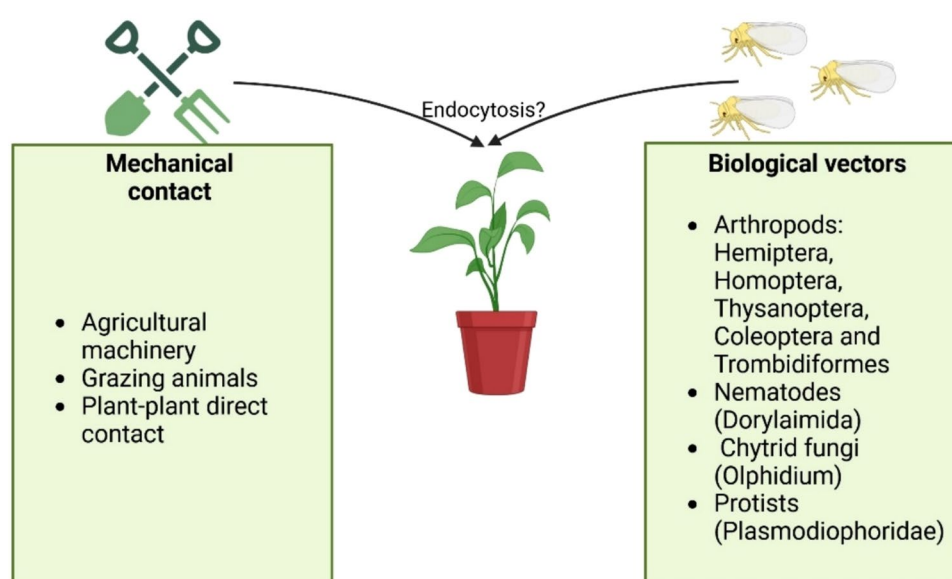 Endocytosis?
Mechanical
contact
• Agricultural
machinery
• Grazing animals
• Plant-plant direct
contact
Biological vectors
• Arthropods:
Hemiptera,
Homoptera,
Thysanoptera,
Coleoptera and
Trombidiformes
• Nematodes
(Dorylaimida)
• Chytrid fungi
(Olphidium)
• Protists
(Plasmodiophoridae)